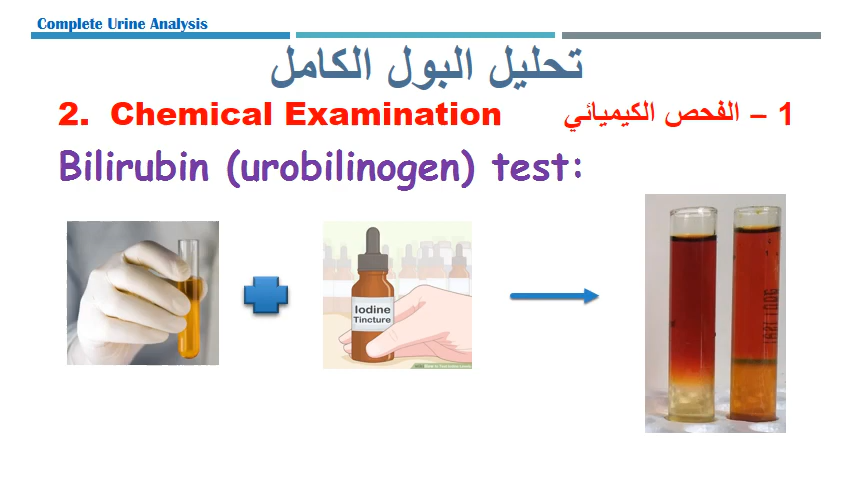 Complete Urine Analysis
تحليل البول الكامل
2. Chemical Examination
1 – الفحص الكيميائي
Bilirubin (urobilinogen) test:
Iodine
Tincture